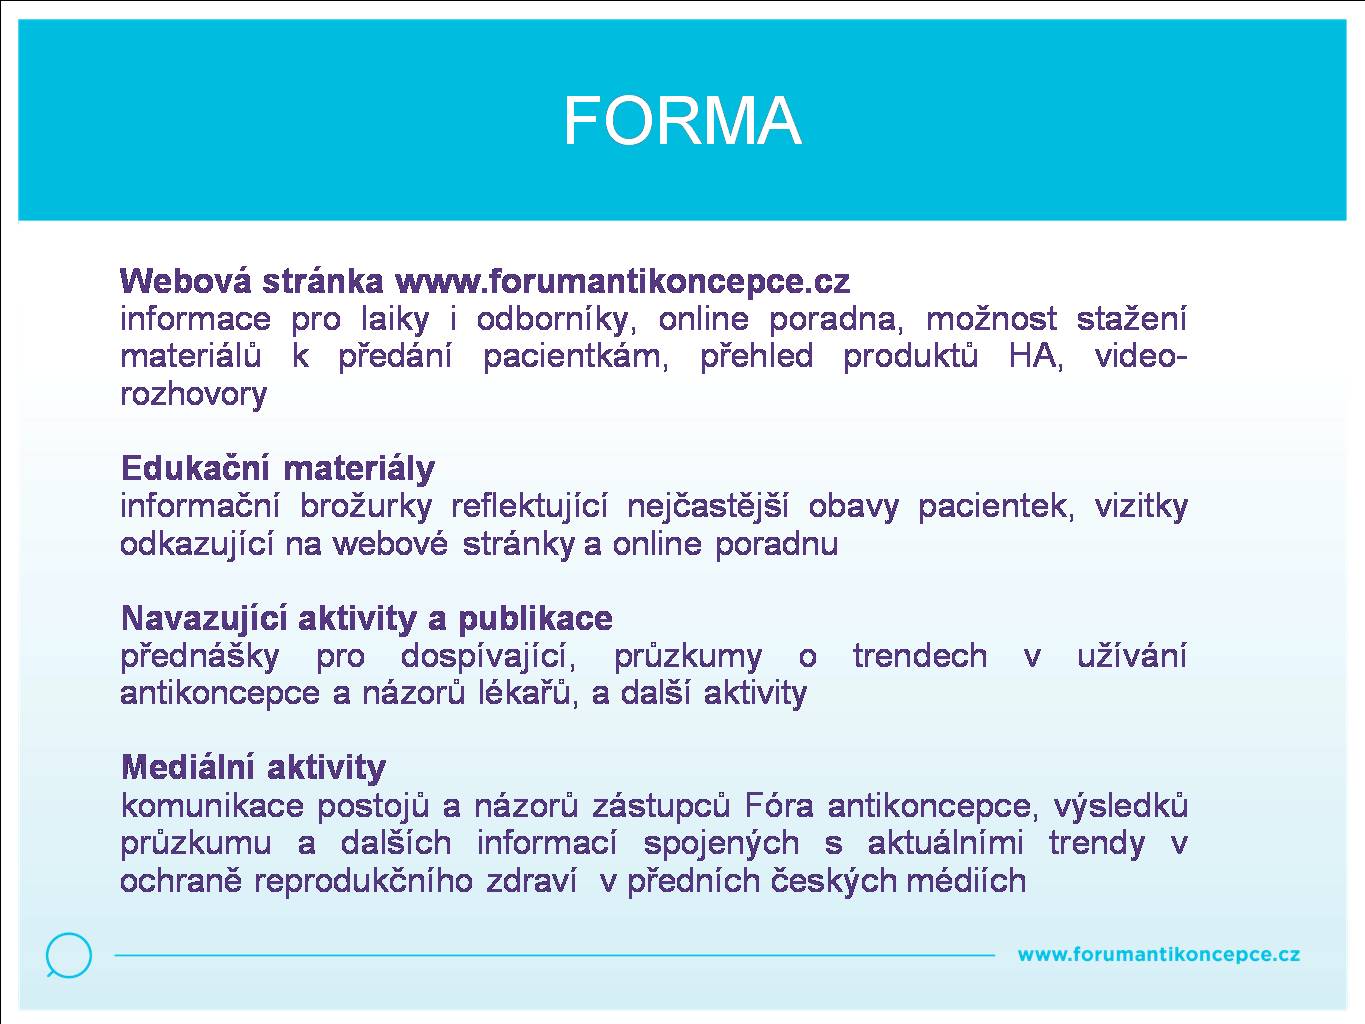 FORMA
Webová stránka www.forumantikoncepce.cz
informace pro laiky i odborníky, online poradna, možnost stažení
materiálů k předání pacientkám, přehled produktů HA, video-
rozhovory
Edukační materiály
informační brožurky reflektující nejčastější obavy pacientek, vizitky
odkazující na webové stránky a online poradnu
Navazující aktivity a publikace
přednášky pro dospívající, průzkumy o trendech v užívání
antikoncepce a názorů lékařů, a další aktivity
Mediální aktivity
komunikace postojů a názorů zástupců Fóra antikoncepce, výsledků
průzkumu a dalších informací spojených s aktuálními trendy v
ochraně reprodukčního zdraví v předních českých médiích
www.forumantikoncepce.cz